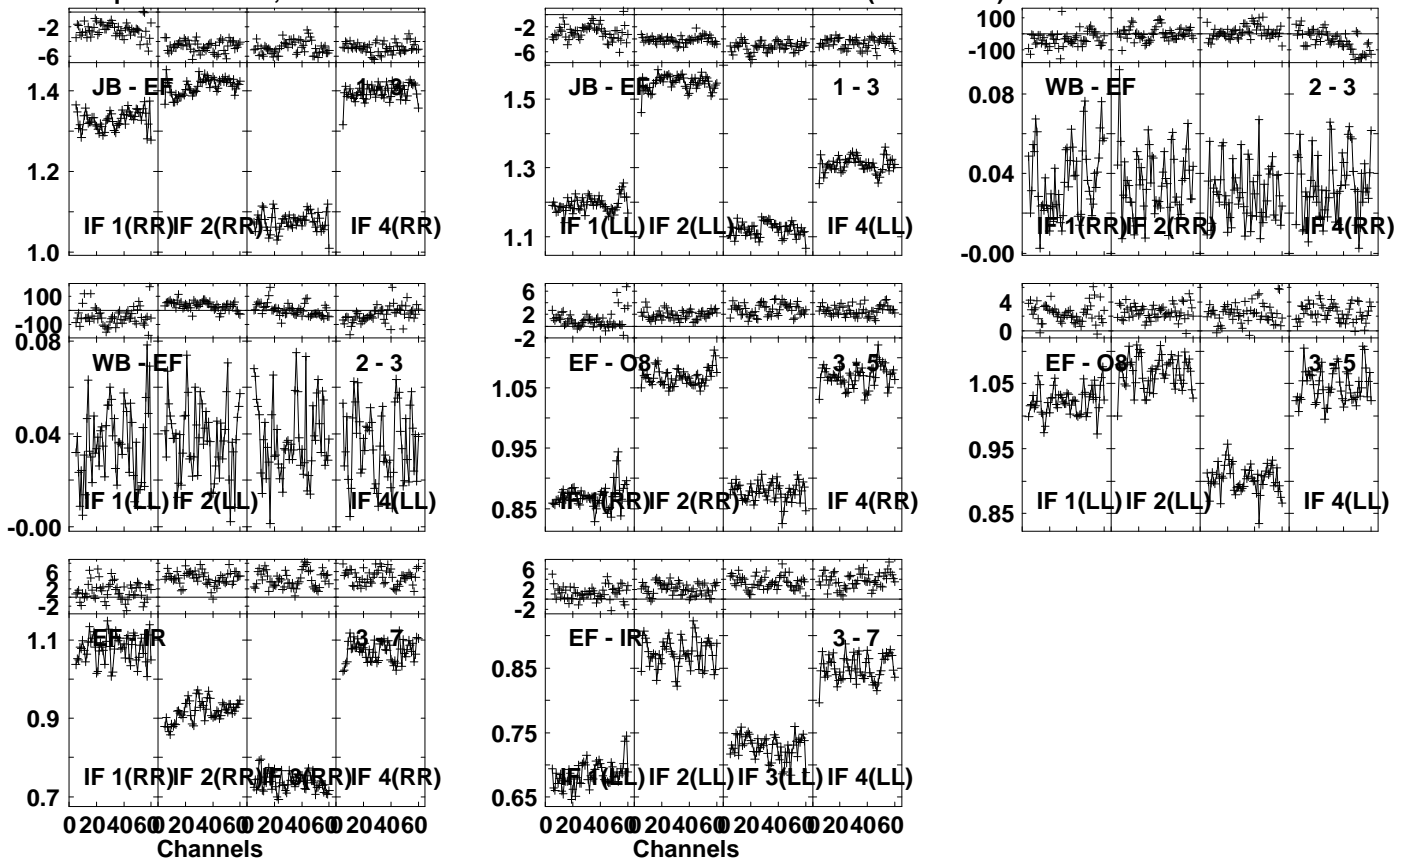 -2
-6
1.4
1.2
1.0
JB - EF
1 - 3
IF 1(RR)
IF 2(RR)
IF 4(RR)
-2
-6
1.5
1.3
1.1
JB - EF
1 - 3
IF 1(LL)
IF 2(LL)
IF 4(LL)
100
-100
0.08
0.04
-0.00
WB - EF
2 - 3
IF 1(RR)
IF 2(RR)
IF 4(RR)
100
-100
0.08
0.04
-0.00
WB - EF
2 - 3
IF 1(LL)
IF 2(LL)
IF 4(LL)
6
2
-2
1.05
0.95
0.85
EF - O8
3 - 5
IF 1(RR)
IF 2(RR)
IF 4(RR)
4
0
1.05
0.95
0.85
EF - O8
3 - 5
IF 1(LL)
IF 2(LL)
IF 4(LL)
6
2
-2
1.1
0.9
0.7
EF - IR
3 - 7
IF 1(RR)
IF 2(RR)
IF 3(RR)
IF 4(RR)
0 20 40 60 0 20 40 60 0 20 40 60 0 20 40 60
Channels
6
2
-2
0.85
0.75
0.65
EF - IR
3 - 7
IF 1(LL)
IF 2(LL)
IF 3(LL)
IF 4(LL)
0 20 40 60 0 20 40 60 0 20 40 60 0 20 40 60
Channels